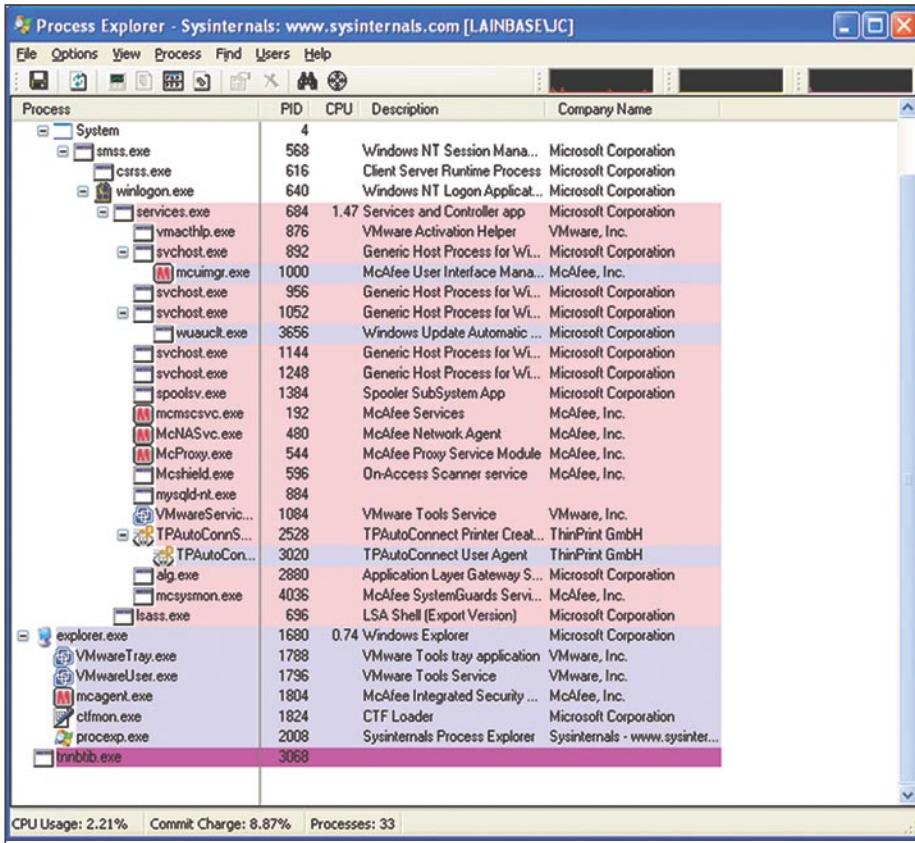 Process Explorer - Sysinternals: www.sysinternals.com [LAINBASE\JC]
File Options View Process Find Users Help
Process PID CPU Description Company Name
System 4
smss.exe 568 Windows NT Session Mana... Microsoft Corporation
csrss.exe 616 Client Server Runtime Process Microsoft Corporation
winlogon.exe 640 Windows NT Logon Applicat... Microsoft Corporation
services.exe 684 1.47 Services and Controller app Microsoft Corporation
vmacthlp.exe 876 VMware Activation Helper VMware, Inc.
svchost.exe 892 Generic Host Process for Wi... Microsoft Corporation
mcuimgr.exe 1000 McAfee User Interface Mana... McAfee, Inc.
svchost.exe 956 Generic Host Process for Wi... Microsoft Corporation
svchost.exe 1052 Generic Host Process for Wi... Microsoft Corporation
wuauclt.exe 3656 Windows Update Automatic ... Microsoft Corporation
svchost.exe 1144 Generic Host Process for Wi... Microsoft Corporation
svchost.exe 1248 Generic Host Process for Wi... Microsoft Corporation
spoolsv.exe 1384 Spooler SubSystem App Microsoft Corporation
mcmscsvc.exe 192 McAfee Services McAfee, Inc.
McNASvc.exe 480 McAfee Network Agent McAfee, Inc.
McProxy.exe 544 McAfee Proxy Service Module McAfee, Inc.
Mcshield.exe 596 On-Access Scanner service McAfee, Inc.
mysqld-nt.exe 884
VMwareServic... 1084 VMware Tools Service VMware, Inc.
TPAutoConnS... 2528 TPAutoConnect Printer Creat... ThinPrint GmbH
TPAutoCon... 3020 TPAutoConnect User Agent ThinPrint GmbH
alg.exe 2880 Application Layer Gateway S... Microsoft Corporation
mcsysmon.exe 4036 McAfee SystemGuards Servi... McAfee, Inc.
lsass.exe 696 LSA Shell (Export Version) Microsoft Corporation
explorer.exe 1680 0.74 Windows Explorer Microsoft Corporation
VMwareTray.exe 1788 VMware Tools tray application VMware, Inc.
VMwareUser.exe 1796 VMware Tools Service VMware, Inc.
mcagent.exe 1804 McAfee Integrated Security ... McAfee, Inc.
ctfmon.exe 1824 CTF Loader Microsoft Corporation
procexp.exe 2008 Sysinternals Process Explorer Sysinternals - www.sysinter...
3068
CPU Usage: 2.21% Commit Charge: 8.87% Processes: 33